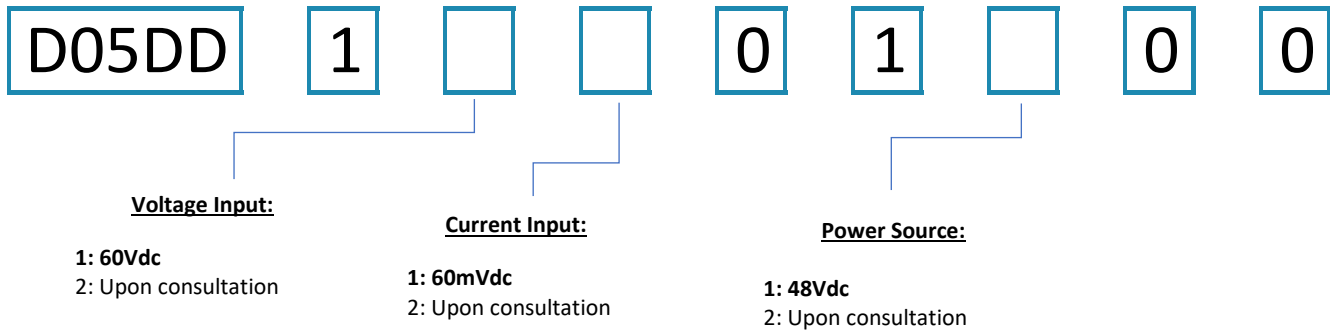 D05DD 1 0 1 0 0
Voltage Input:
1: 60Vdc
2: Upon consultation
Current Input:
1: 60mVdc
2: Upon consultation
Power Source:
1: 48Vdc
2: Upon consultation